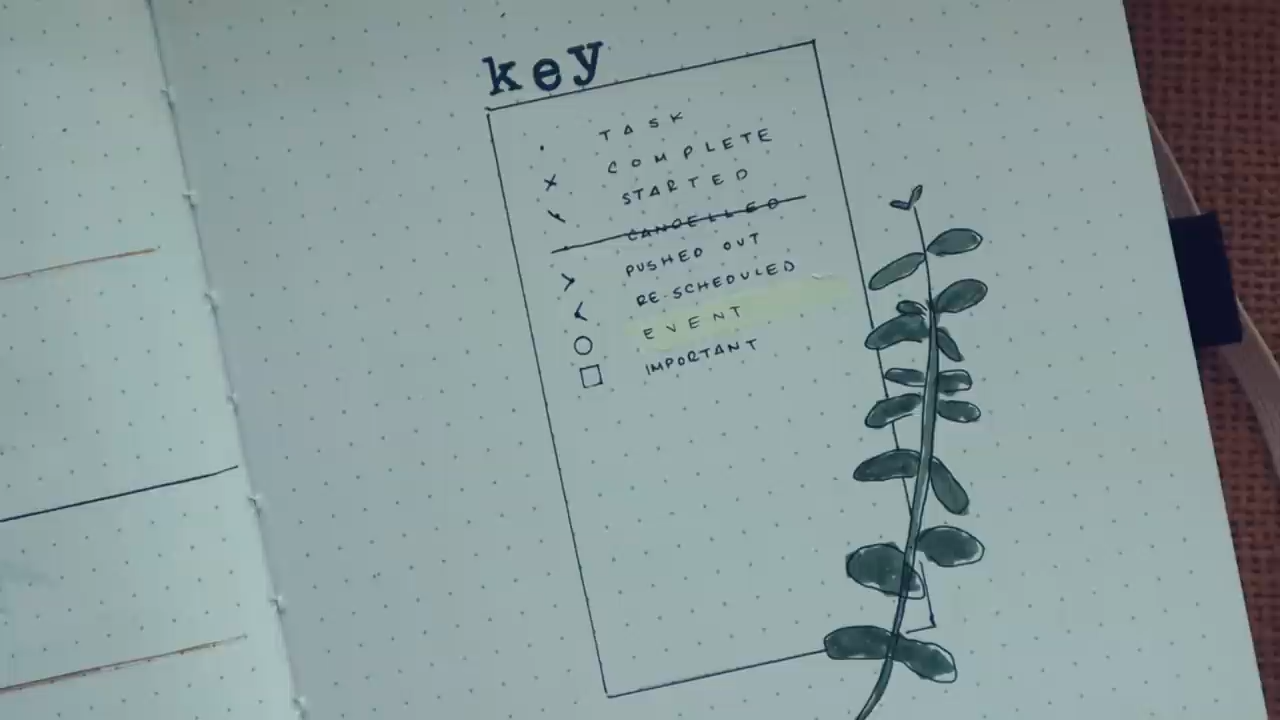 key
. TASK
x COMPLETE
\ STARTED
CANCELLED
> PUSHED OUT
< RE-SCHEDULED
○ EVENT
□ IMPORTANT